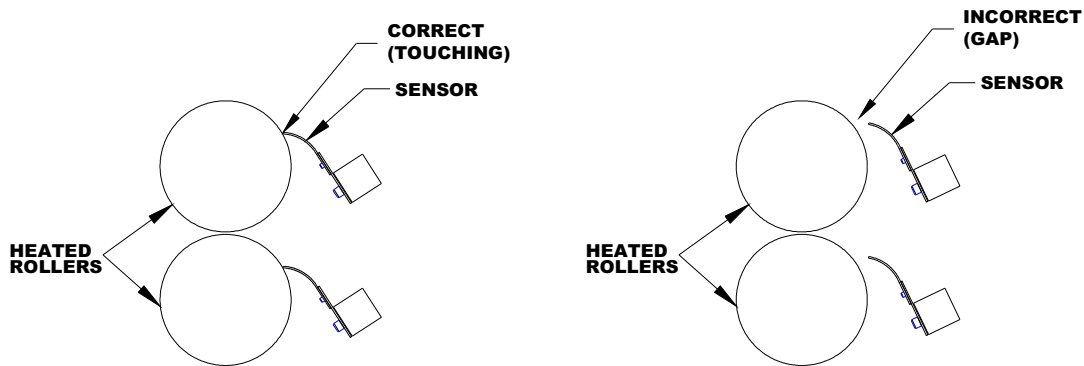 CORRECT
(TOUCHING)
SENSOR
HEATED
ROLLERS
INCORRECT
(GAP)
SENSOR
HEATED
ROLLERS